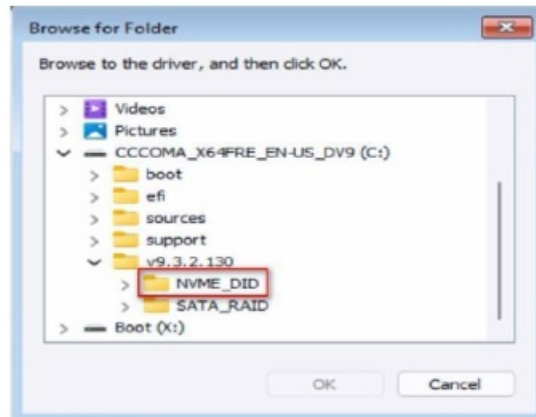 Browse for Folder
Browse to the driver, and then click OK.
Videos
Pictures
CCCOMA_X64FRE_EN-US_DV9 (C:)
boot
efi
sources
support
v9.3.2.130
NVME_DID
SATA_RAID
Boot (X:)
OK Cancel